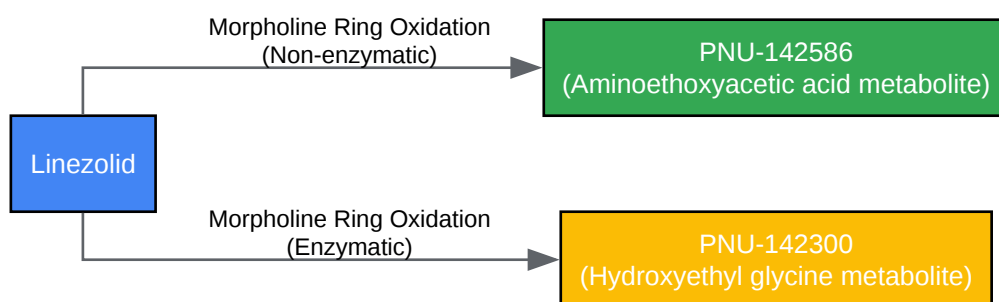 Morpholine Ring Oxidation
(Non-enzymatic)
PNU-142586
(Aminoethoxyacetic acid metabolite)
Linezolid
Morpholine Ring Oxidation
(Enzymatic)
PNU-142300
(Hydroxyethyl glycine metabolite)